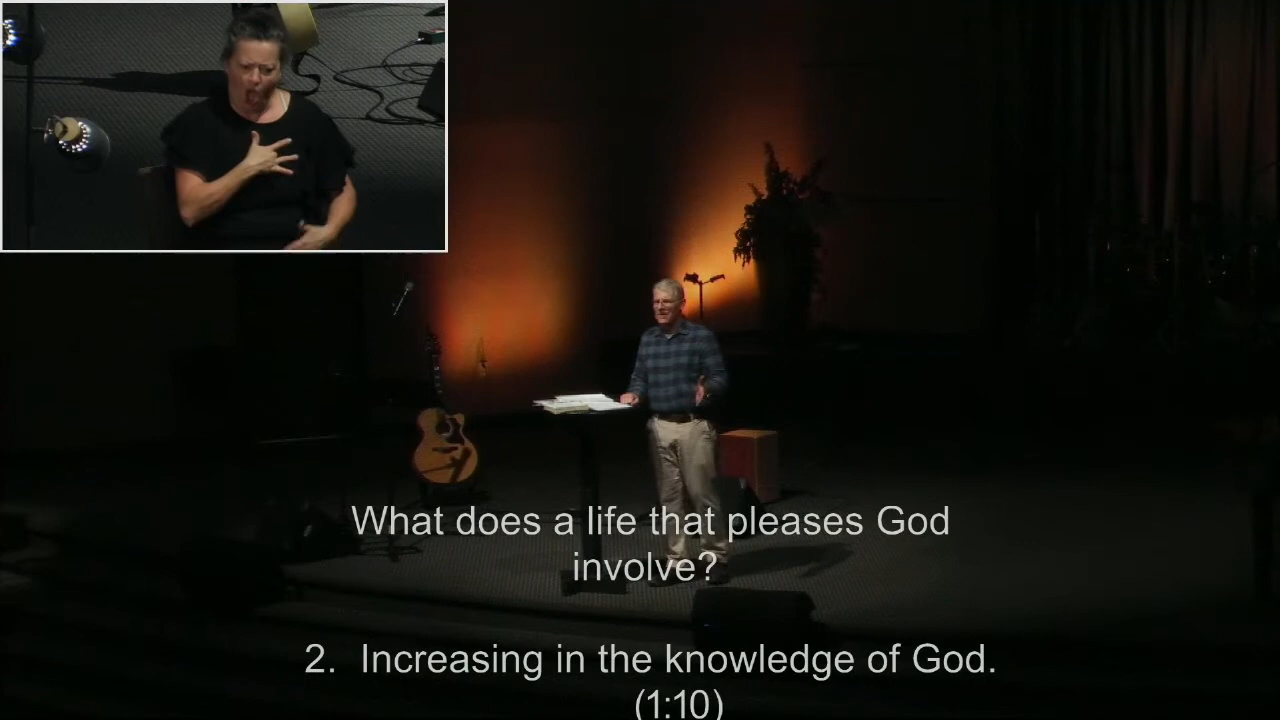 What does a life that pleases God
involve?
2. Increasing in the knowledge of God.
(1:10)